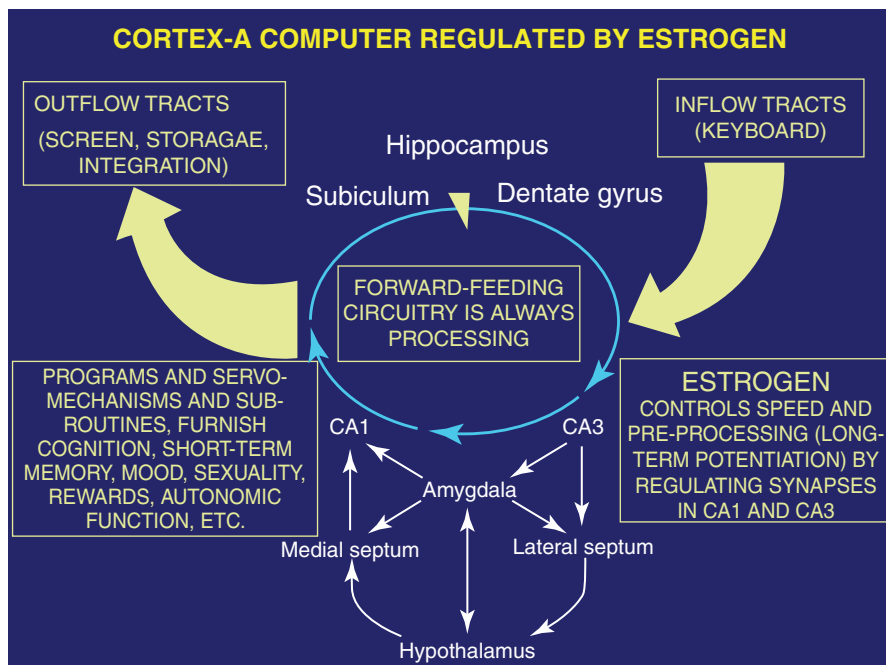 CORTEX-A COMPUTER REGULATED BY ESTROGEN
OUTFLOW TRACTS
(SCREEN, STORAGAE,
INTEGRATION)
INFLOW TRACTS
(KEYBOARD)
Hippocampus
Subiculum
Dentate gyrus
FORWARD-FEEDING
CIRCUITRY IS ALWAYS
PROCESSING
PROGRAMS AND SERVO-
MECHANISMS AND SUB-
ROUTINES, FURNISH
COGNITION, SHORT-TERM
MEMORY, MOOD, SEXUALITY,
REWARDS, AUTONOMIC
FUNCTION, ETC.
ESTROGEN
CONTROLS SPEED AND
PRE-PROCESSING (LONG-
TERM POTENTIATION) BY
REGULATING SYNAPSES
IN CA1 AND CA3
CA1
CA3
Amygdala
Medial septum
Lateral septum
Hypothalamus